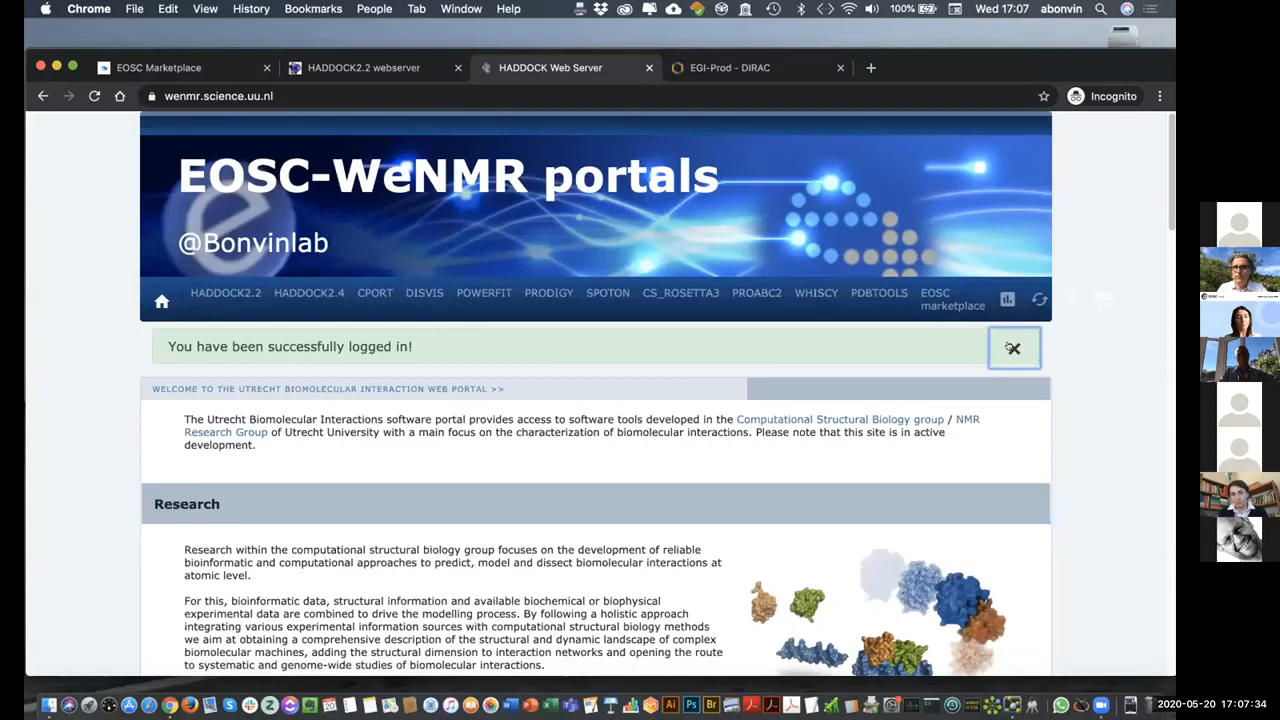 Chrome File Edit View History Bookmarks People Tab Window Help 100% Wed 17:07 abonvin
EOSC Marketplace HADDOCK2.2 webserver HADDOCK Web Server EGI-Prod - DIRAC
wenmr.science.uu.nl Incognito
EOSC-WeNMR portals
@Bonvinlab
HADDOCK2.2 HADDOCK2.4 CPORT DISVIS POWERFIT PRODIGY SPOTON CS_ROSETTA3 PROABC2 WHISCY PDBTOOLS EOSC
marketplace
You have been successfully logged in!
WELCOME TO THE UTRECHT BIOMOLECULAR INTERACTION WEB PORTAL >>
The Utrecht Biomolecular Interactions software portal provides access to software tools developed in the Computational Structural Biology group / NMR
Research Group of Utrecht University with a main focus on the characterization of biomolecular interactions. Please note that this site is in active
development.
Research
Research within the computational structural biology group focuses on the development of reliable
bioinformatic and computational approaches to predict, model and dissect biomolecular interactions at
atomic level.
For this, bioinformatic data, structural information and available biochemical or biophysical
experimental data are combined to drive the modelling process. By following a holistic approach
integrating various experimental information sources with computational structural biology methods
we aim at obtaining a comprehensive description of the structural and dynamic landscape of complex
biomolecular machines, adding the structural dimension to interaction networks and opening the route
to systematic and genome-wide studies of biomolecular interactions.
Ai Ps Br
2020-05-20 17:07:34